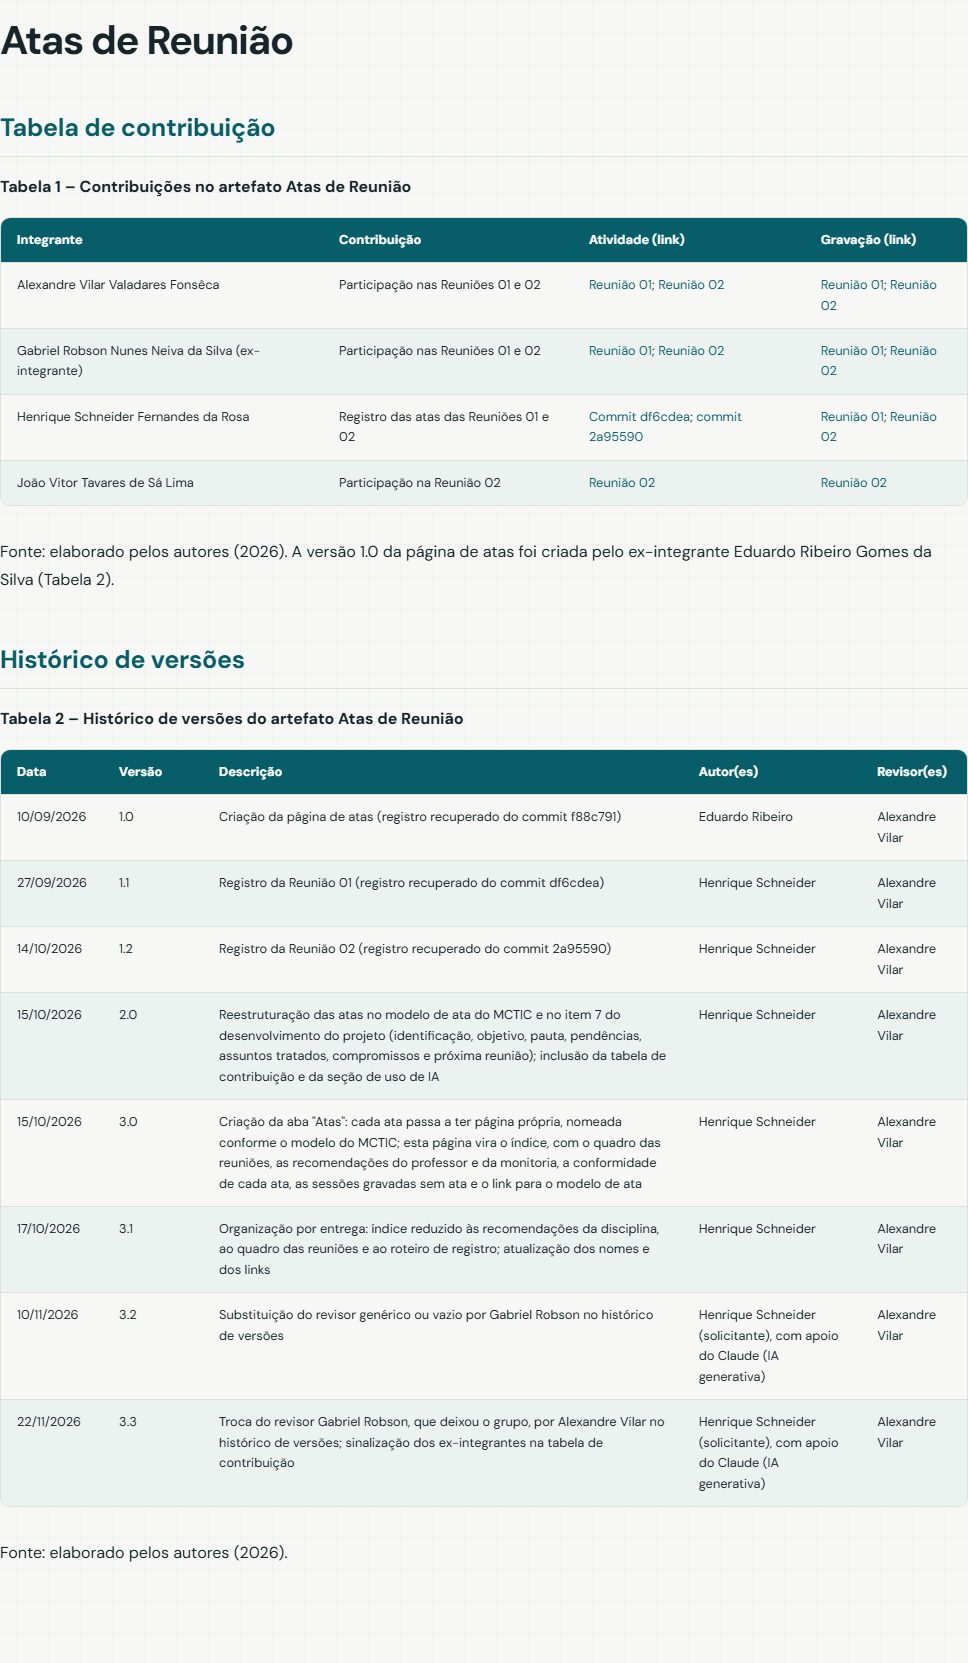 Atas de Reunião
Tabela de contribuição
Tabela 1 – Contribuições no artefato Atas de Reunião
Integrante Contribuição Atividade (link) Gravação (link)
Alexandre Vilar Valadares Fonsêca Participação nas Reuniões 01 e 02 Reunião 01; Reunião 02 Reunião 01; Reunião
02
Gabriel Robson Nunes Neiva da Silva (ex- Participação nas Reuniões 01 e 02 Reunião 01; Reunião 02 Reunião 01; Reunião
integrante) 02
Henrique Schneider Fernandes da Rosa Registro das atas das Reuniões 01 e Commit df6cdea; commit Reunião 01; Reunião
02 2a95590 02
João Vitor Tavares de Sá Lima Participação na Reunião 02 Reunião 02 Reunião 02
Fonte: elaborado pelos autores (2026). A versão 1.0 da página de atas foi criada pelo ex-integrante Eduardo Ribeiro Gomes da
Silva (Tabela 2).
Histórico de versões
Tabela 2 – Histórico de versões do artefato Atas de Reunião
Data Versão Descrição Autor(es) Revisor(es)
10/09/2026 1.0 Criação da página de atas (registro recuperado do commit f88c791) Eduardo Ribeiro Alexandre
Vilar
27/09/2026 1.1 Registro da Reunião 01 (registro recuperado do commit df6cdea) Henrique Schneider Alexandre
Vilar
14/10/2026 1.2 Registro da Reunião 02 (registro recuperado do commit 2a95590) Henrique Schneider Alexandre
Vilar
15/10/2026 2.0 Reestruturação das atas no modelo de ata do MCTIC e no item 7 do Henrique Schneider Alexandre
desenvolvimento do projeto (identificação, objetivo, pauta, pendências, Vilar
assuntos tratados, compromissos e próxima reunião); inclusão da tabela de
contribuição e da seção de uso de IA
15/10/2026 3.0 Criação da aba "Atas": cada ata passa a ter página própria, nomeada Henrique Schneider Alexandre
conforme o modelo do MCTIC; esta página vira o índice, com o quadro das Vilar
reuniões, as recomendações do professor e da monitoria, a conformidade
de cada ata, as sessões gravadas sem ata e o link para o modelo de ata
17/10/2026 3.1 Organização por entrega: índice reduzido às recomendações da disciplina, Henrique Schneider Alexandre
ao quadro das reuniões e ao roteiro de registro; atualização dos nomes e Vilar
dos links
10/11/2026 3.2 Substituição do revisor genérico ou vazio por Gabriel Robson no histórico Henrique Schneider Alexandre
de versões (solicitante), com apoio Vilar
do Claude (IA
generativa)
22/11/2026 3.3 Troca do revisor Gabriel Robson, que deixou o grupo, por Alexandre Vilar no Henrique Schneider Alexandre
histórico de versões; sinalização dos ex-integrantes na tabela de (solicitante), com apoio Vilar
contribuição do Claude (IA
generativa)
Fonte: elaborado pelos autores (2026).